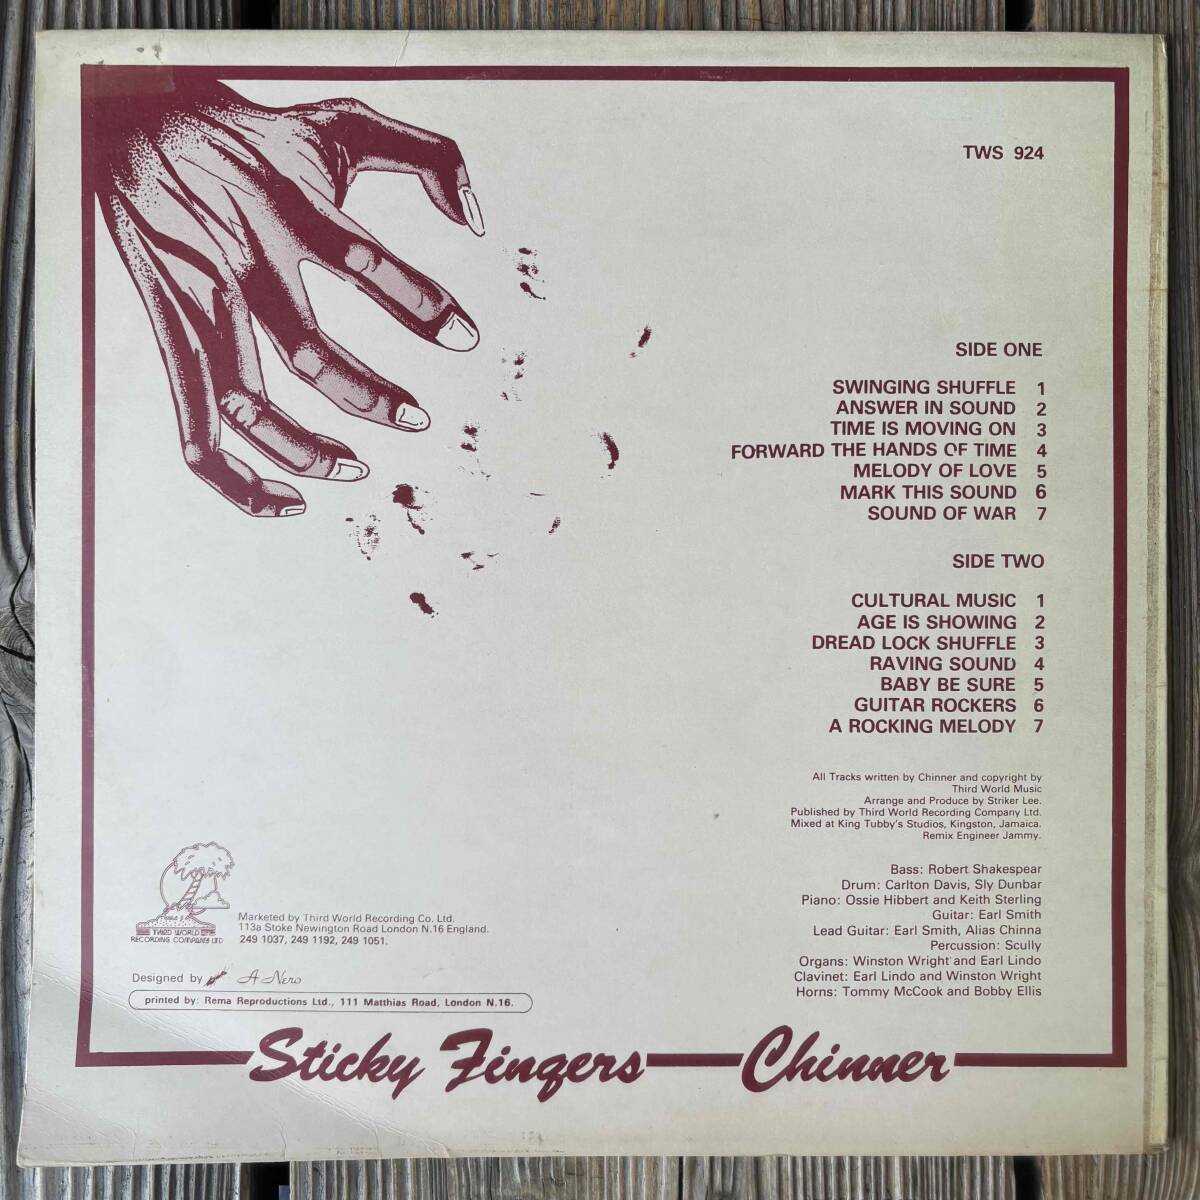 TWS 924
SIDE ONE
SWINGING SHUFFLE 1
ANSWER IN SOUND 2
TIME IS MOVING ON 3
FORWARD THE HANDS OF TIME 4
MELODY OF LOVE 5
MARK THIS SOUND 6
SOUND OF WAR 7
SIDE TWO
CULTURAL MUSIC 1
AGE IS SHOWING 2
DREAD LOCK SHUFFLE 3
RAVING SOUND 4
BABY BE SURE 5
GUITAR ROCKERS 6
A ROCKING MELODY 7
All Tracks written by Chinner and copyright by
Third World Music
Arrange and Produce by Striker Lee.
Published by Third World Recording Company Ltd.
Mixed at King Tubby's Studios, Kingston, Jamaica.
Remix Engineer Jammy.
Bass: Robert Shakespear
Drum: Carlton Davis, Sly Dunbar
Piano: Ossie Hibbert and Keith Sterling
Guitar: Earl Smith
Lead Guitar: Earl Smith, Alias Chinna
Percussion: Scully
Organs: Winston Wright and Earl Lindo
Clavinet: Earl Lindo and Winston Wright
Horns: Tommy McCook and Bobby Ellis
THIRD WORLD
RECORDING COMPANY LTD
Marketed by Third World Recording Co. Ltd.
113a Stoke Newington Road London N.16 England.
249 1037, 249 1192, 249 1051.
Designed by A Nero
printed by: Rema Reproductions Ltd., 111 Matthias Road, London N.16.
Sticky Fingers — Chinner